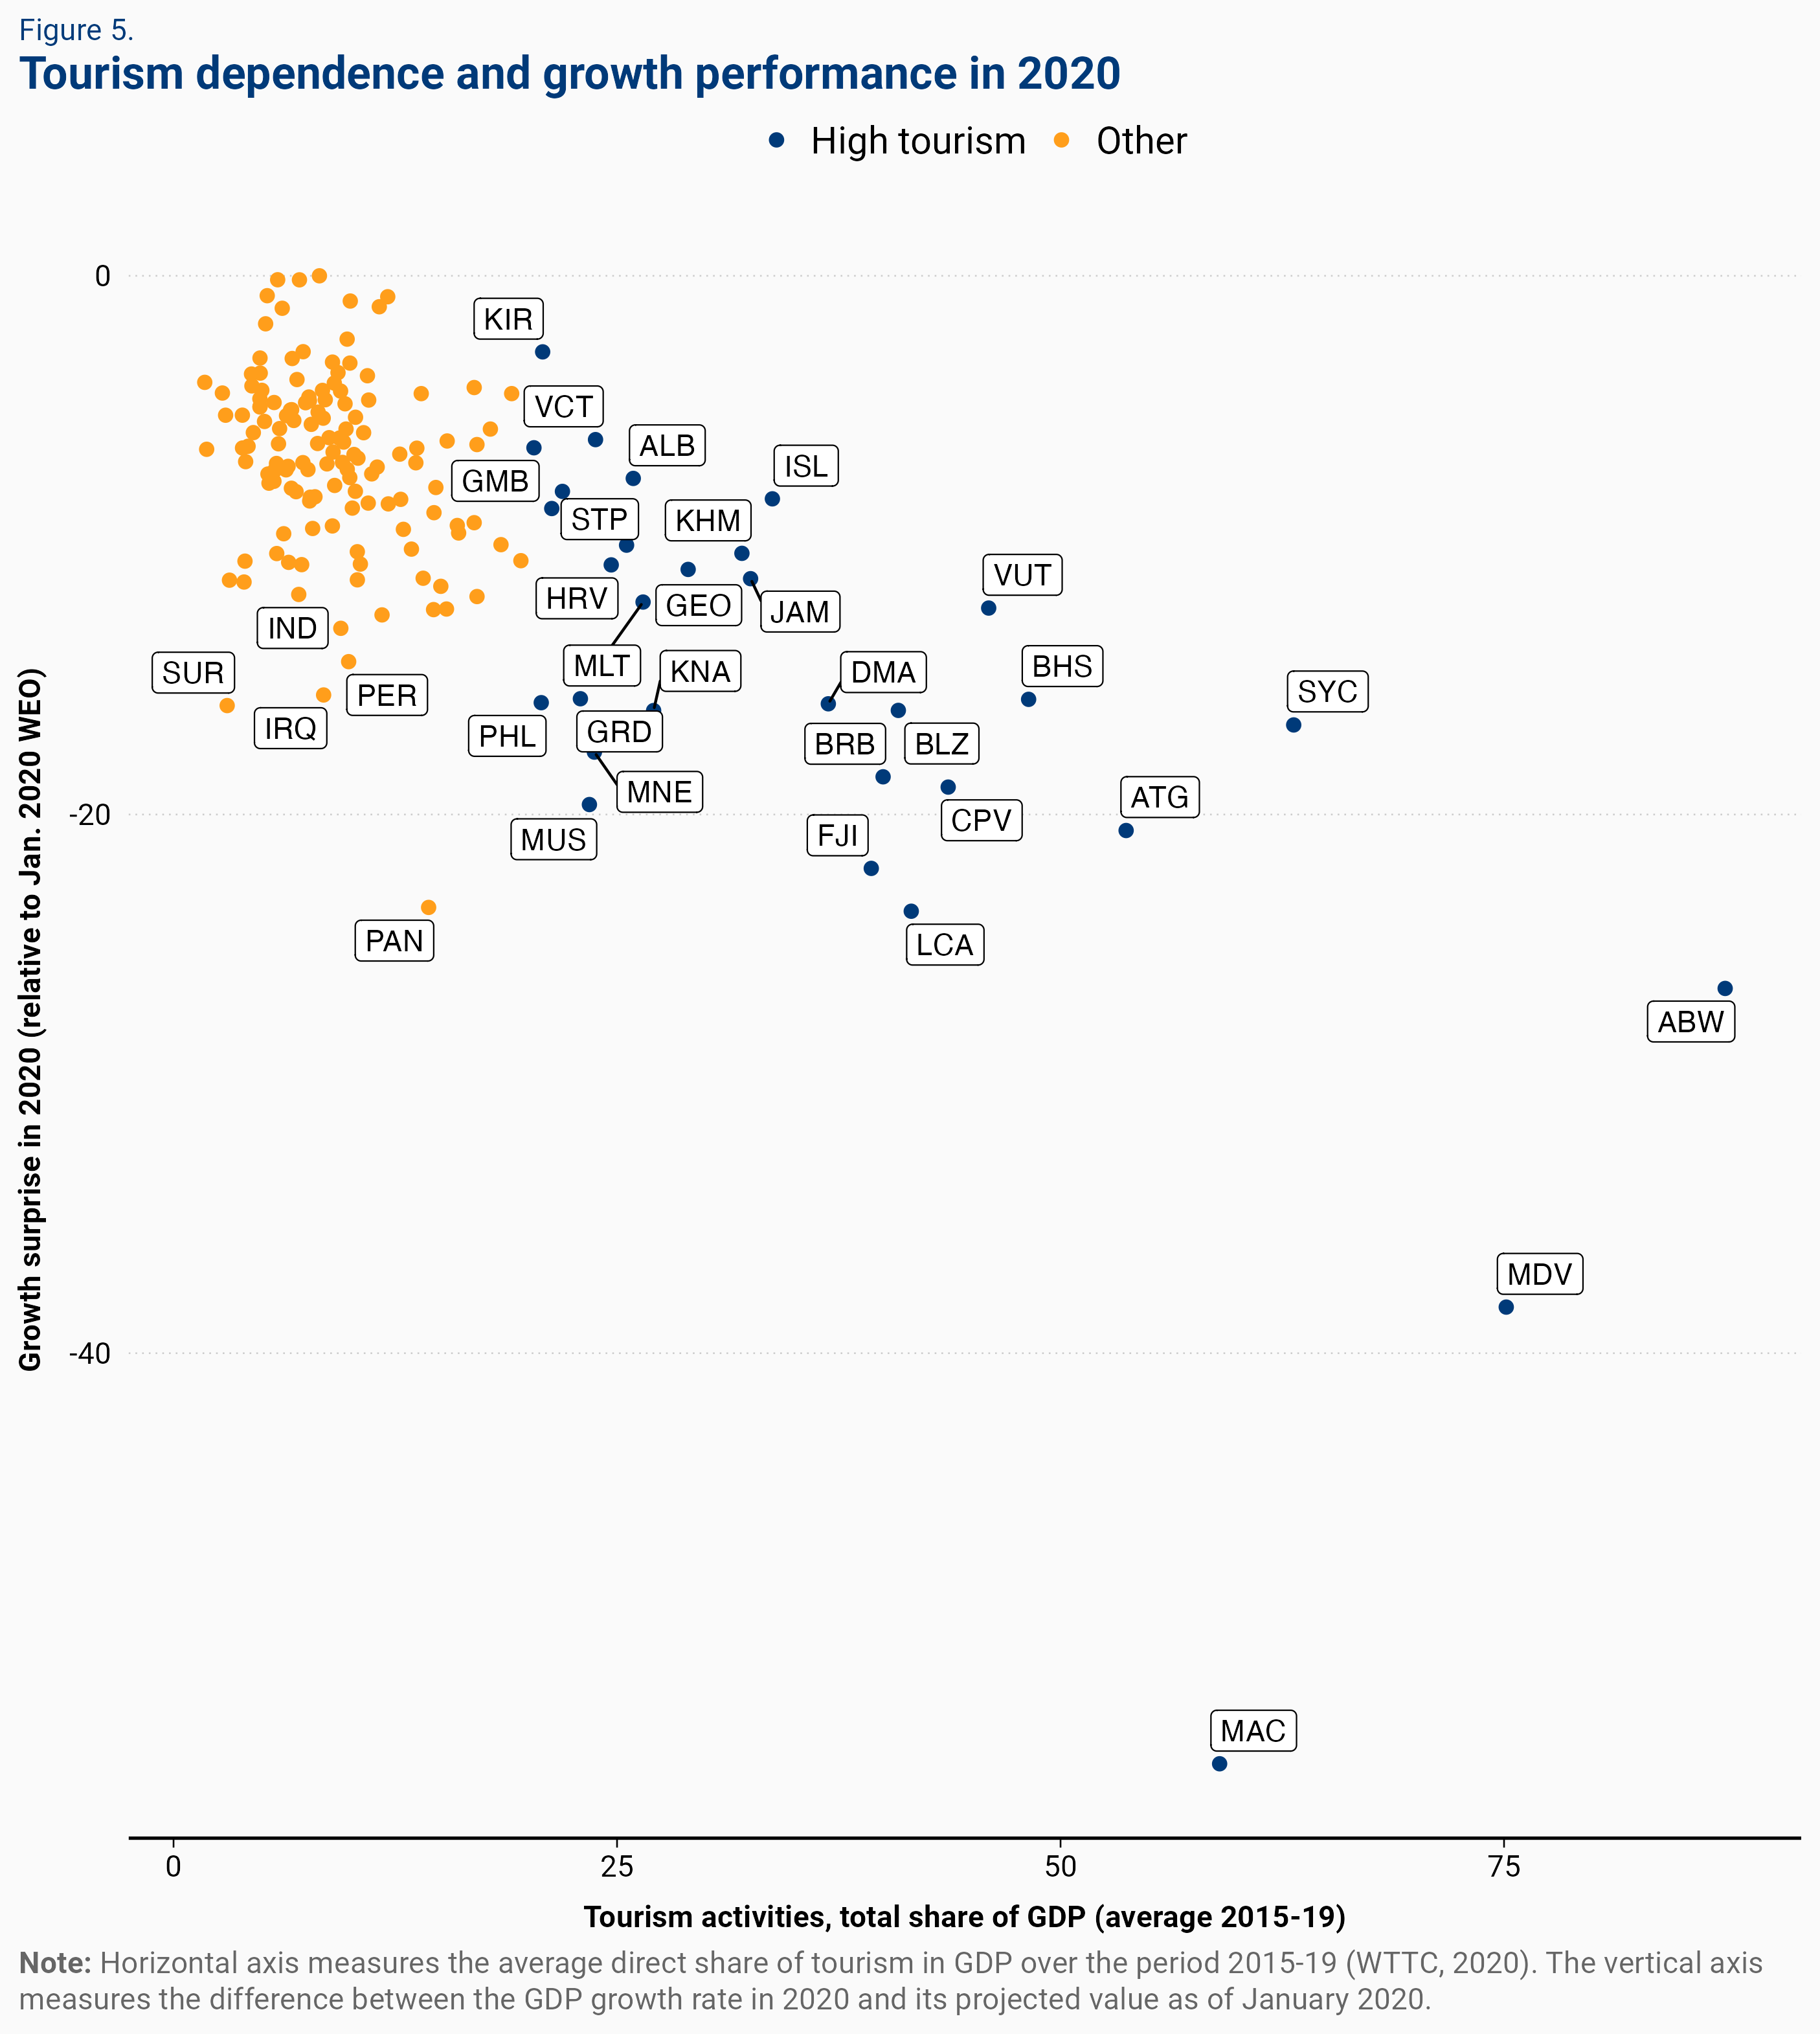 Figure 5.
Tourism dependence and growth performance in 2020
High tourism Other
0
KIR
VCT
ALB
ISL
GMB
STP
KHM
VUT
HRV
GEO
JAM
IND
MLT
KNA
DMA
BHS
SUR
PER
SYC
IRQ
PHL
GRD
BRB
BLZ
MNE
ATG
-20
CPV
FJI
MUS
PAN
LCA
ABW
MDV
-40
MAC
Growth surprise in 2020 (relative to Jan. 2020 WEO)
0 25 50 75
Tourism activities, total share of GDP (average 2015-19)
Note: Horizontal axis measures the average direct share of tourism in GDP over the period 2015-19 (WTTC, 2020). The vertical axis
measures the difference between the GDP growth rate in 2020 and its projected value as of January 2020.